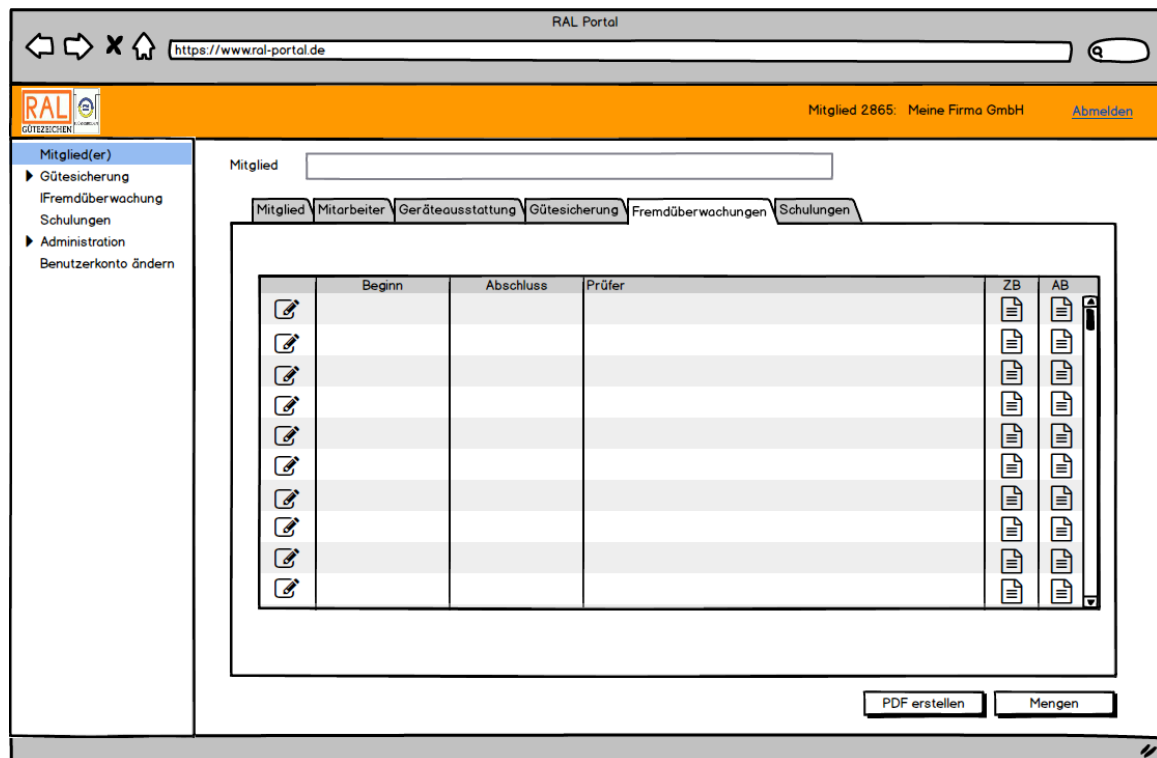 RAL Portal
https://www.ral-portal.de
RAL
GÜTEZEICHEN
Mitglied 2865: Meine Firma GmbH
Abmelden
Mitglied(er)
Gütesicherung
IFremdüberwachung
Schulungen
Administration
Benutzerkonto ändern
Mitglied
Mitglied Mitarbeiter Geräteausstattung Gütesicherung Fremdüberwachungen Schulungen
Beginn Abschluss Prüfer ZB AB
PDF erstellen Mengen